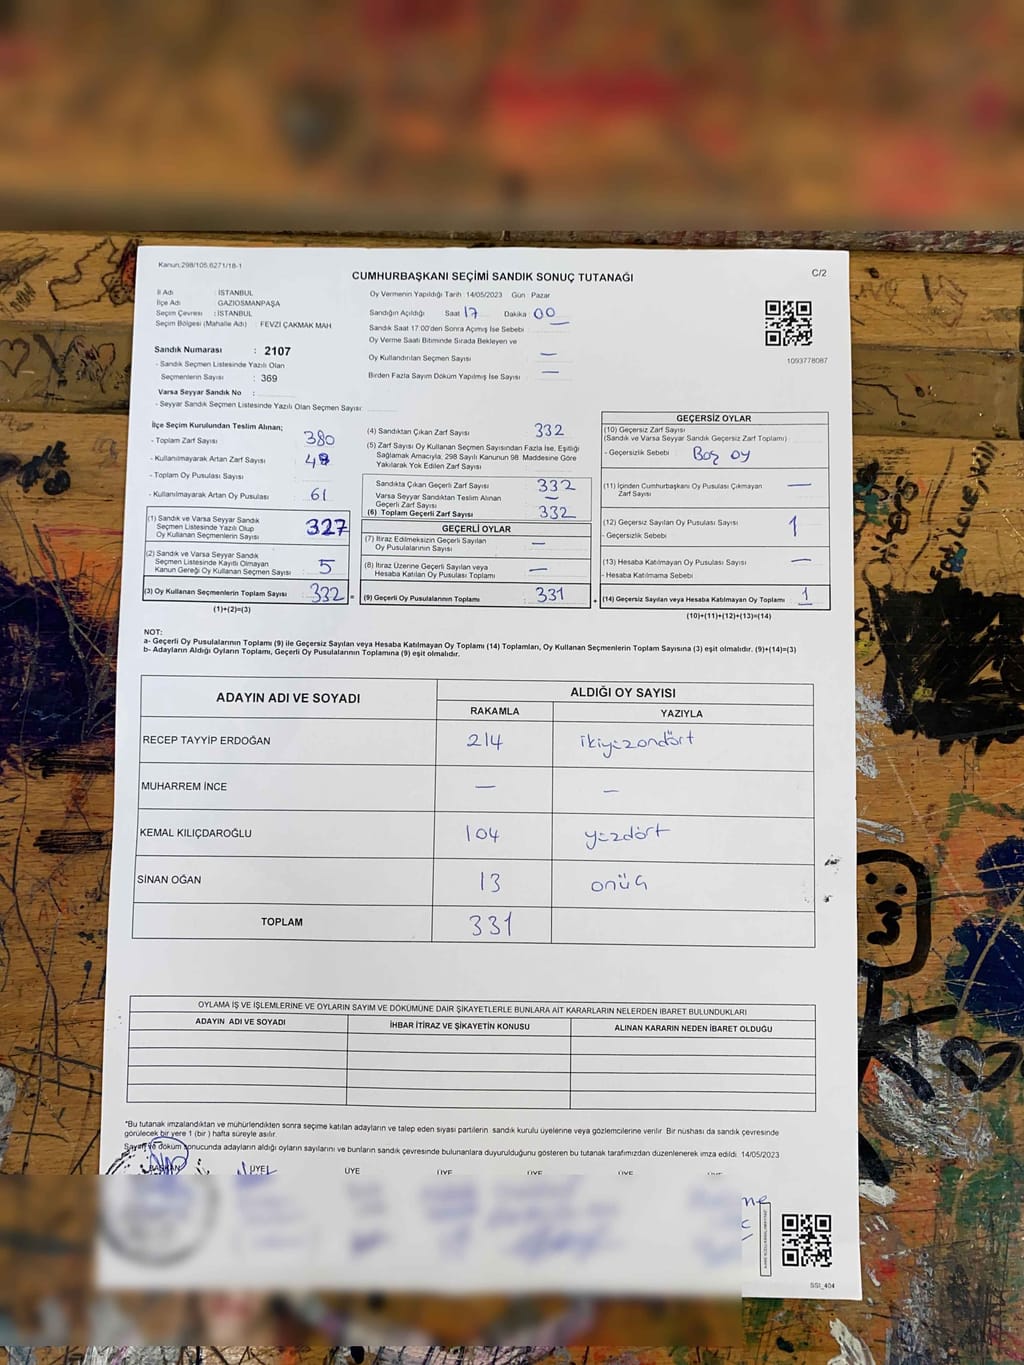 Kanun:298/105.6271/18-1
CUMHURBAŞKANI SEÇİMİ SANDIK SONUÇ TUTANAĞI
C/2
İl Adı : İSTANBUL
İlçe Adı : GAZİOSMANPAŞA
Seçim Çevresi : İSTANBUL
Seçim Bölgesi (Mahalle Adı) : FEVZİ ÇAKMAK MAH
Oy Vermenin Yapıldığı Tarih : 14/05/2023 Gün : Pazar
Sandığın Açıldığı Saat 17 Dakika : 00
Sandık Saat 17:00'den Sonra Açımış İse Sebebi
Oy Verme Saati Bitiminde Sırada Bekleyen ve
Oy Kullandırılan Seçmen Sayısı —
Birden Fazla Sayım Döküm Yapılmış İse Sayısı —
1093778087
Sandık Numarası : 2107
- Sandık Seçmen Listesinde Yazılı Olan
Seçmenlerin Sayısı : 369
Varsa Seyyar Sandık No :
- Seyyar Sandık Seçmen Listesinde Yazılı Olan Seçmen Sayısı:
İlçe Seçim Kurulundan Teslim Alınan;
- Toplam Zarf Sayısı : 380
- Kullanılmayarak Artan Zarf Sayısı : 48
- Toplam Oy Pusulası Sayısı :
- Kullanılmayarak Artan Oy Pusulası : 61
(1) Sandık ve Varsa Seyyar Sandık
Seçmen Listesinde Yazılı Olup
Oy Kullanan Seçmenlerin Sayısı : 327
(2) Sandık ve Varsa Seyyar Sandık
Seçmen Listesinde Kayıtlı Olmayan
Kanun Gereği Oy Kullanan Seçmen Sayısı : 5
(3) Oy Kullanan Seçmenlerin Toplam Sayısı : 332 =
(1)+(2)=(3)
(4) Sandıktan Çıkan Zarf Sayısı : 332
(5) Zarf Sayısı Oy Kullanan Seçmen Sayısından Fazla İse, Eşitliği
Sağlamak Amacıyla, 298 Sayılı Kanunun 98. Maddesine Göre
Yakılarak Yok Edilen Zarf Sayısı :
Sandıkta Çıkan Geçerli Zarf Sayısı : 332
Varsa Seyyar Sandıktan Teslim Alınan
Geçerli Zarf Sayısı : —
(6) Toplam Geçerli Zarf Sayısı : 332
GEÇERLİ OYLAR
(7) İtiraz Edilmeksizin Geçerli Sayılan
Oy Pusulalarının Sayısı : —
(8) İtiraz Üzerine Geçerli Sayılan veya
Hesaba Katılan Oy Pusulası Toplamı : —
(9) Geçerli Oy Pusulalarının Toplamı : 331 +
GEÇERSİZ OYLAR
(10) Geçersiz Zarf Sayısı
(Sandık ve Varsa Seyyar Sandık Geçersiz Zarf Toplamı)
- Geçersizlik Sebebi : Boş oy
(11) İçinden Cumhurbaşkanı Oy Pusulası Çıkmayan
Zarf Sayısı —
(12) Geçersiz Sayılan Oy Pusulası Sayısı : 1
- Geçersizlik Sebebi :
(13) Hesaba Katılmayan Oy Pusulası Sayısı : —
- Hesaba Katılmama Sebebi
(14) Geçersiz Sayılan veya Hesaba Katılmayan Oy Toplamı : 1
(10)+(11)+(12)+(13)=(14)
NOT:
a- Geçerli Oy Pusulalarının Toplamı (9) ile Geçersiz Sayılan veya Hesaba Katılmayan Oy Toplamı (14) Toplamları, Oy Kullanan Seçmenlerin Toplam Sayısına (3) eşit olmalıdır. (9)+(14)=(3)
b- Adayların Aldığı Oyların Toplamı, Geçerli Oy Pusulalarının Toplamına (9) eşit olmalıdır.
ADAYIN ADI VE SOYADI ALDIĞI OY SAYISI
RAKAMLA YAZIYLA
RECEP TAYYİP ERDOĞAN 214 ikiyüzondört
MUHARREM İNCE — —
KEMAL KILIÇDAROĞLU 104 yüzdört
SİNAN OĞAN 13 onüç
TOPLAM 331
OYLAMA İŞ VE İŞLEMLERİNE VE OYLARIN SAYIM VE DÖKÜMÜNE DAİR ŞİKAYETLERLE BUNLARA AİT KARARLARIN NELERDEN İBARET BULUNDUKLARI
ADAYIN ADI VE SOYADI İHBAR İTİRAZ VE ŞİKAYETİN KONUSU ALINAN KARARIN NEDEN İBARET OLDUĞU
*Bu tutanak imzalandıktan ve mühürlendikten sonra seçime katılan adayların ve talep eden siyasi partilerin sandık kurulu üyelerine veya gözlemcilerine verilir. Bir nüshası da sandık çevresinde
görülecek bir yere 1 (bir) hafta süreyle asılır.
Sayım ve döküm sonucunda adayların aldığı oyların sayılarını ve bunların sandık çevresinde bulunanlara duyurulduğunu gösteren bu tutanak tarafımızdan düzenlenerek imza edildi. 14/05/2023
BAŞKAN ÜYE ÜYE ÜYE ÜYE ÜYE ÜYE
SSİ_404